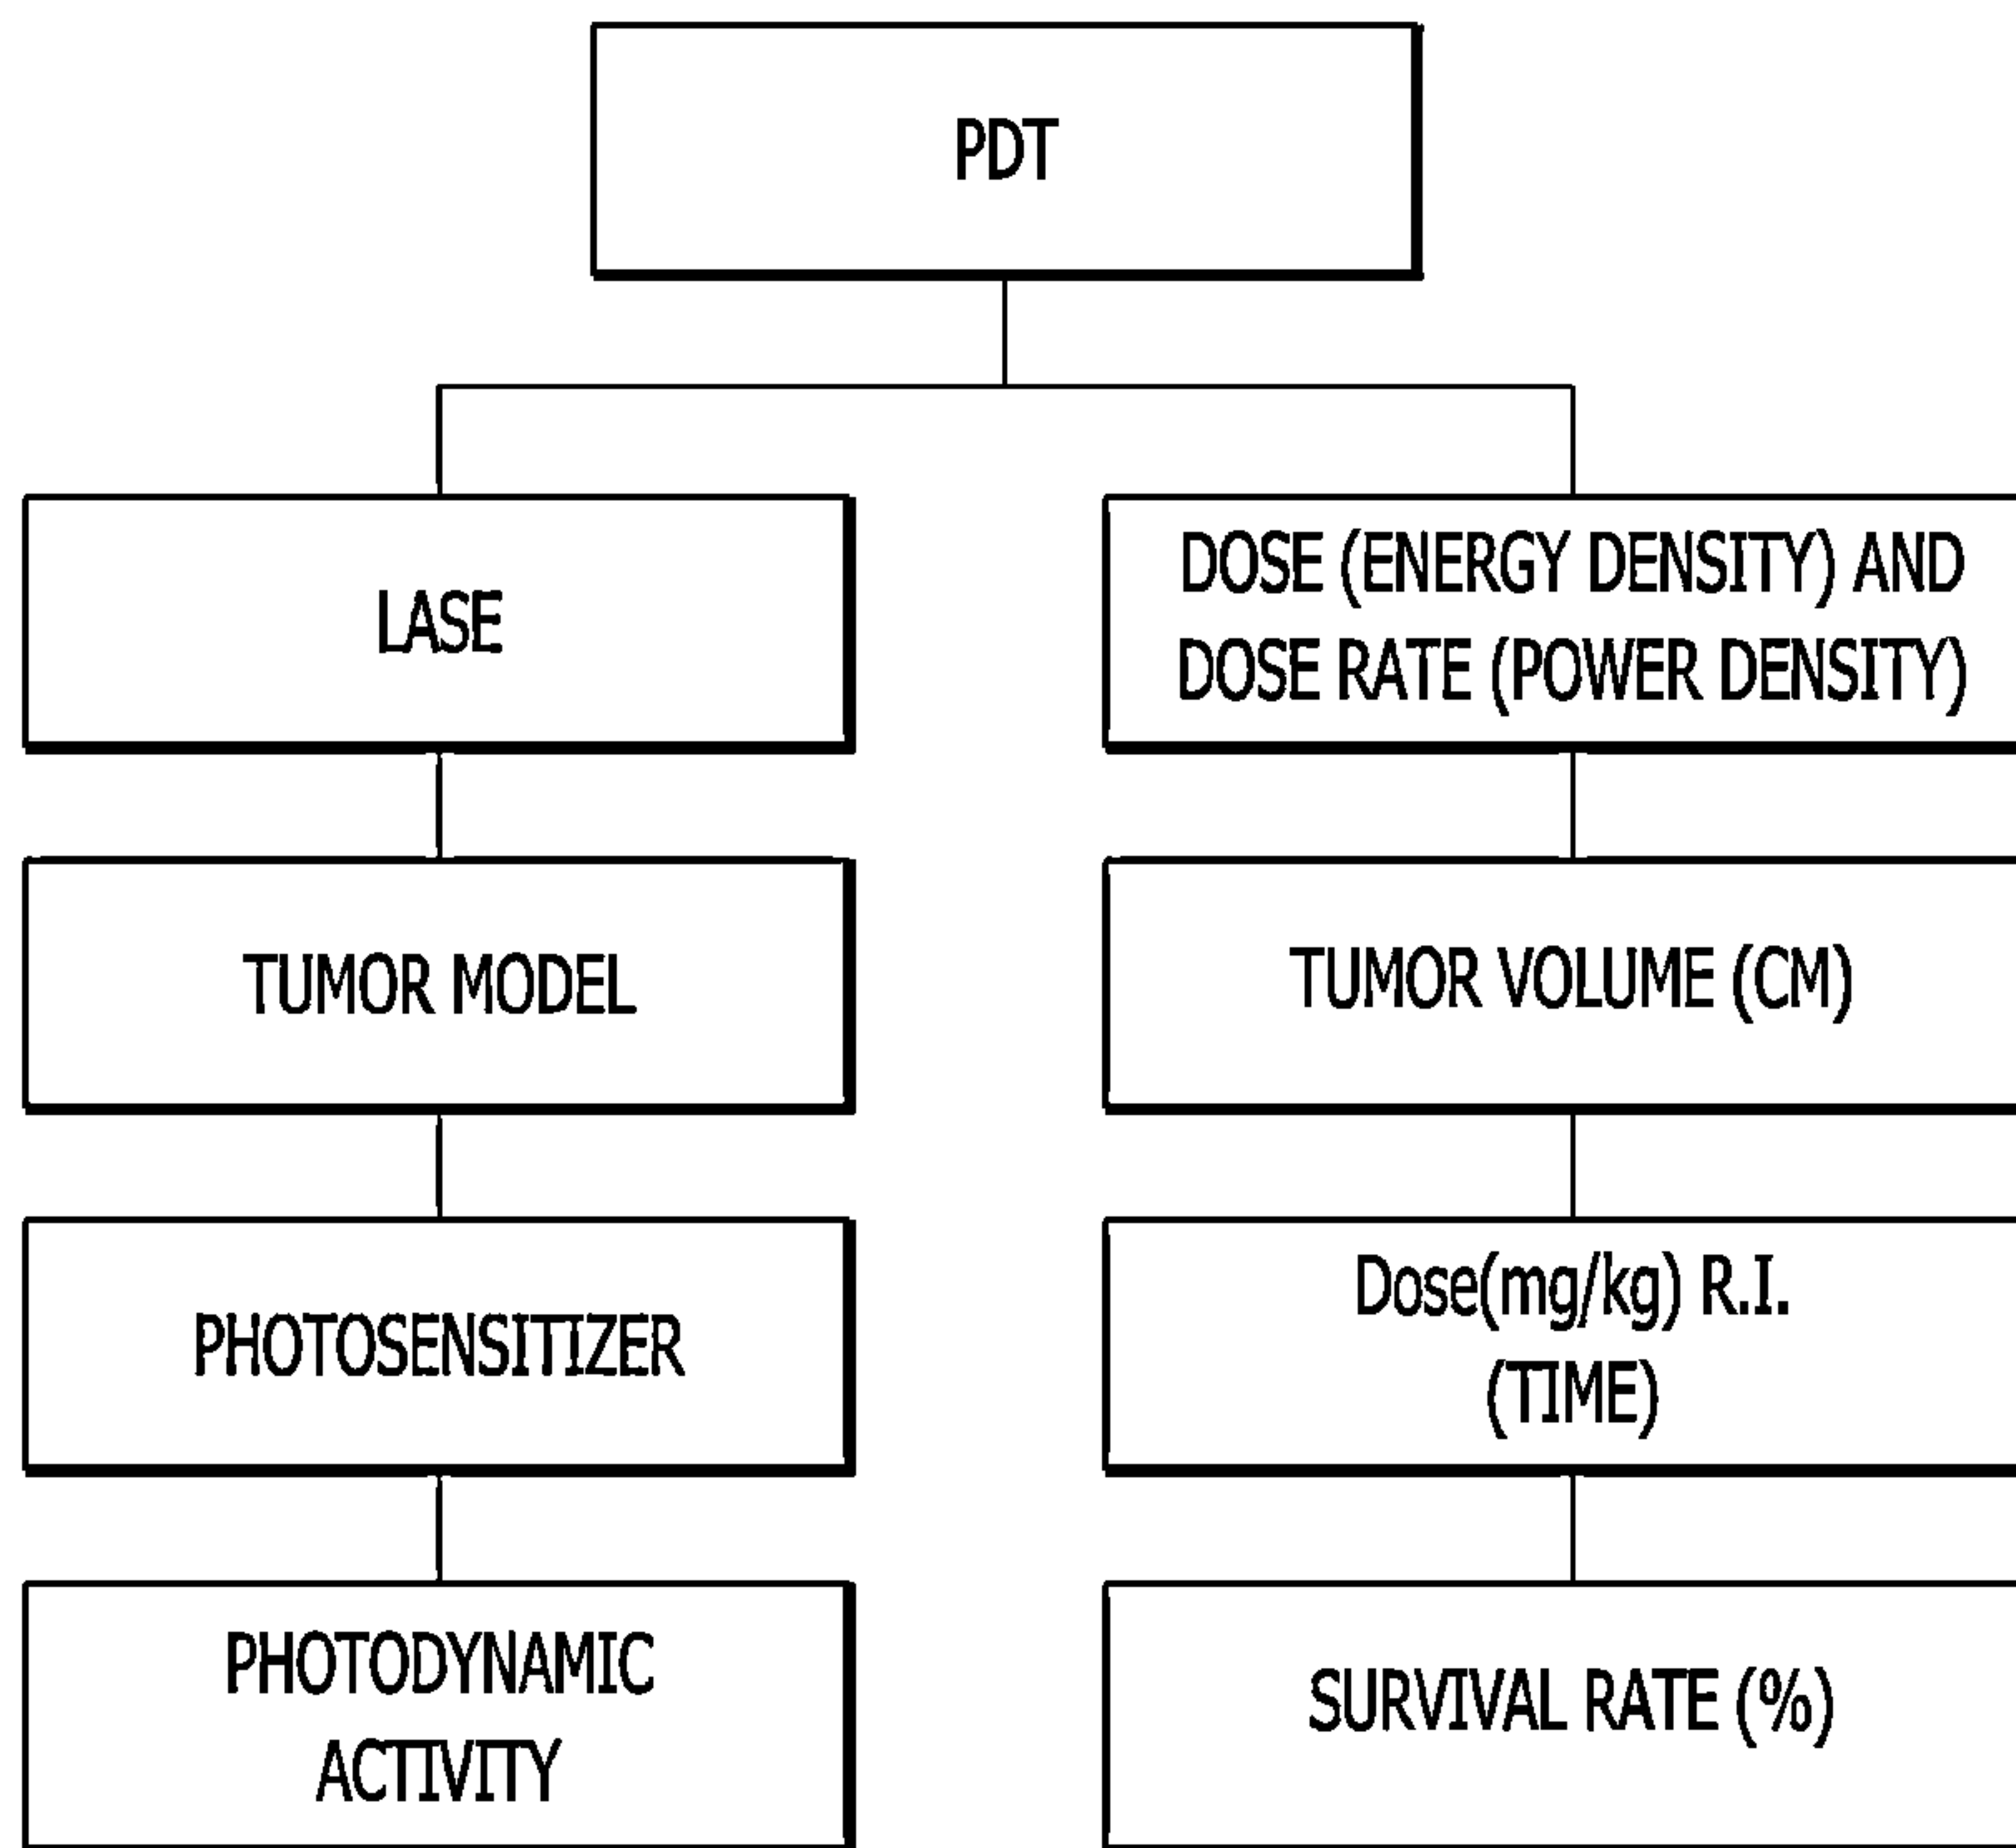 PDT
LASE
DOSE (ENERGY DENSITY) AND
DOSE RATE (POWER DENSITY)
TUMOR MODEL
TUMOR VOLUME (CM)
PHOTOSENSITIZER
Dose(mg/kg) R.I.
(TIME)
PHOTODYNAMIC
ACTIVITY
SURVIVAL RATE (%)